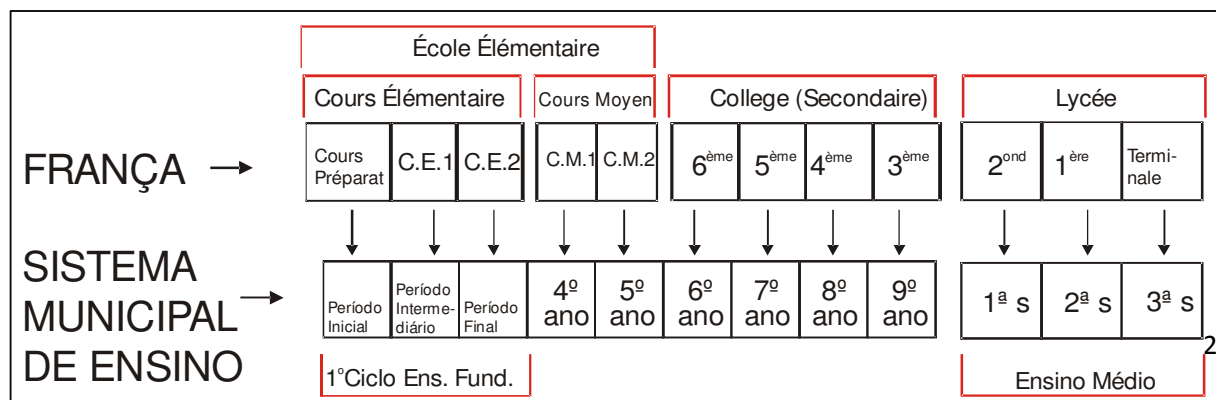 École Élémentaire
Cours Élémentaire Cours Moyen College (Secondaire) Lycée
FRANÇA
Cours
Préparat
C.E.1
C.E.2
C.M.1
C.M.2
6ème
5ème
4ème
3ème
2ond
1ère
Termi-
nale
SISTEMA
MUNICIPAL
DE ENSINO
Período
Inicial
Período
Interme-
diário
Período
Final
4º
ano
5º
ano
6º
ano
7º
ano
8º
ano
9º
ano
1ª s
2ª s
3ª s
2
1ºCiclo Ens. Fund.
Ensino Médio